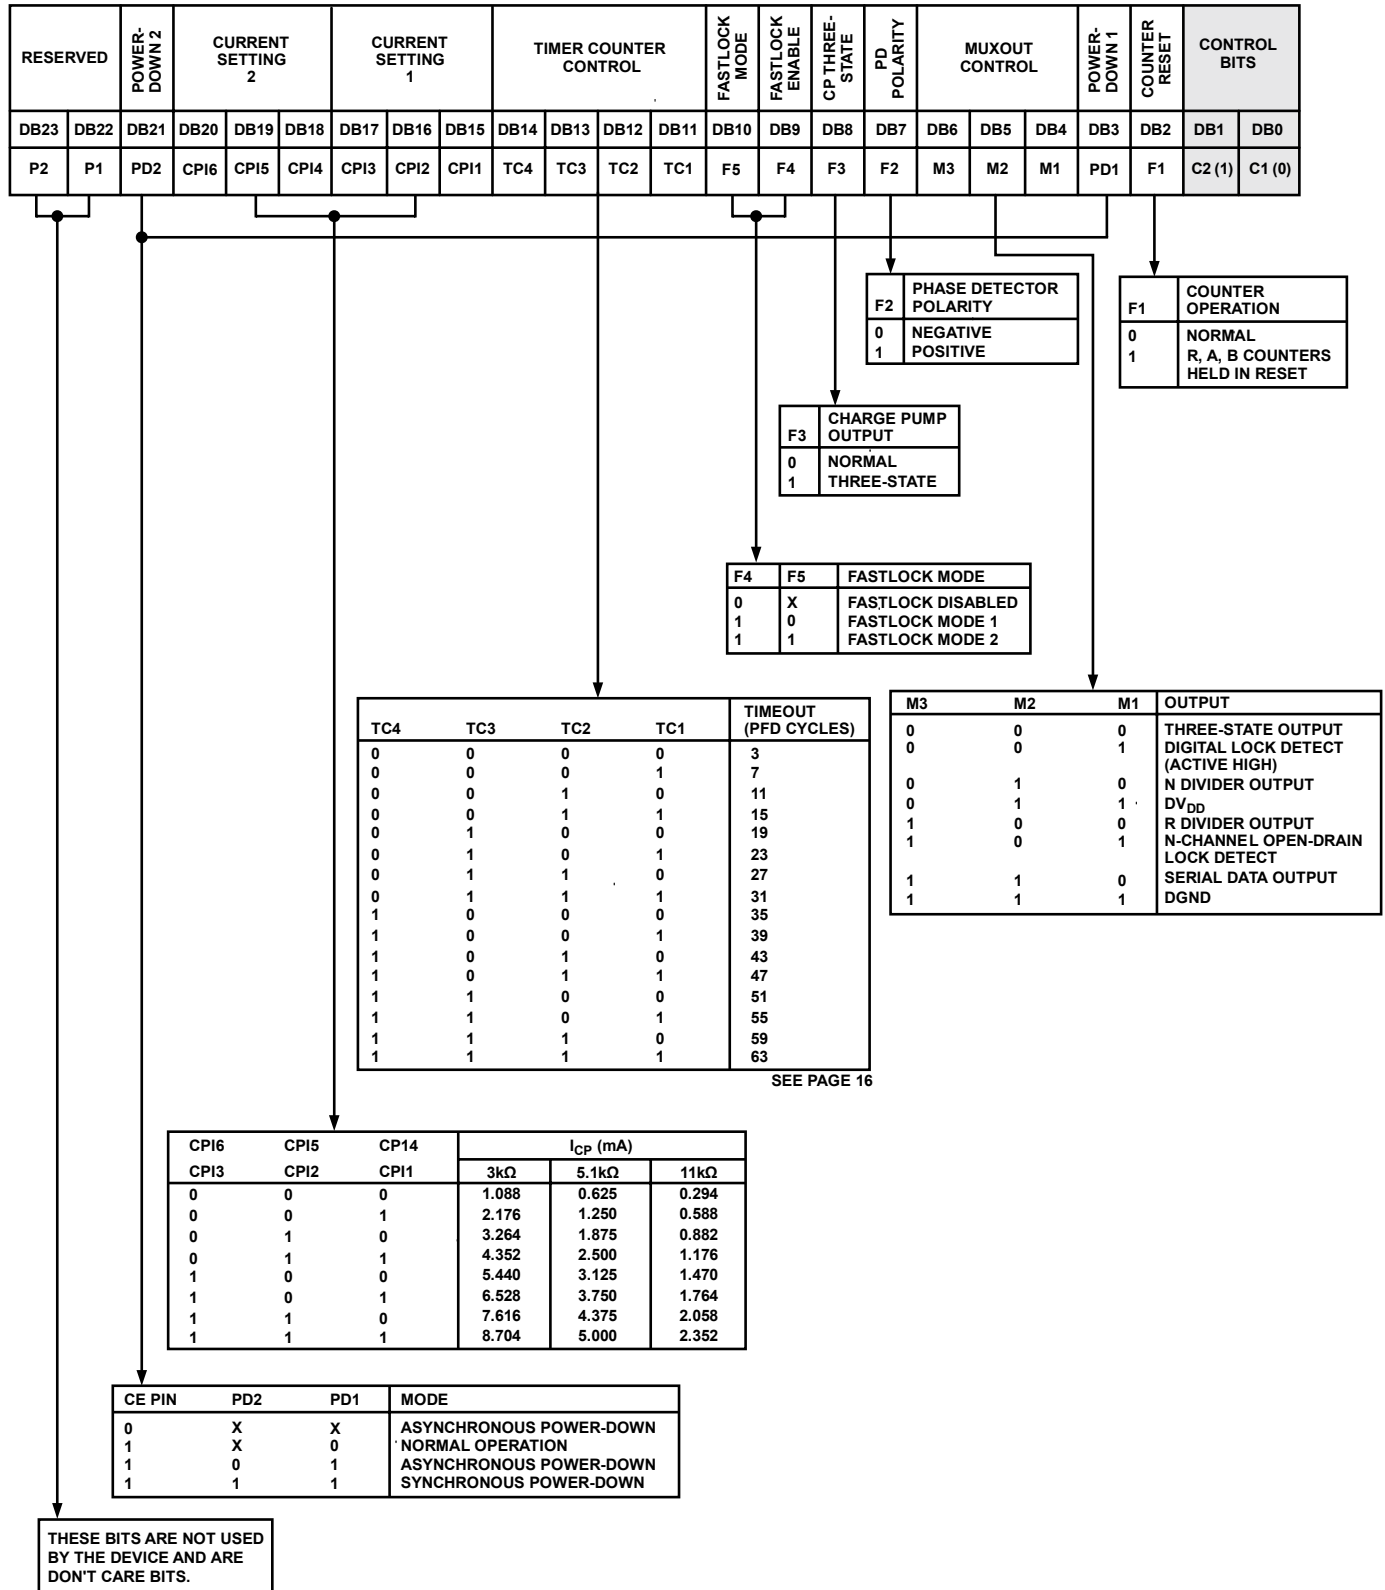 RESERVED
POWER-
DOWN 2
CURRENT
SETTING
2
CURRENT
SETTING
1
TIMER COUNTER
CONTROL
FASTLOCK
MODE
FASTLOCK
ENABLE
CP THREE-
STATE
PD
POLARITY
MUXOUT
CONTROL
POWER-
DOWN 1
COUNTER
RESET
CONTROL
BITS
DB23 DB22 DB21 DB20 DB19 DB18 DB17 DB16 DB15 DB14 DB13 DB12 DB11 DB10 DB9 DB8 DB7 DB6 DB5 DB4 DB3 DB2 DB1 DB0
P2 P1 PD2 CPI6 CPI5 CPI4 CPI3 CPI2 CPI1 TC4 TC3 TC2 TC1 F5 F4 F3 F2 M3 M2 M1 PD1 F1 C2 (1) C1 (0)
F2 PHASE DETECTOR
POLARITY
0 NEGATIVE
1 POSITIVE
F1 COUNTER
OPERATION
0 NORMAL
1 R, A, B COUNTERS
HELD IN RESET
F3 CHARGE PUMP
OUTPUT
0 NORMAL
1 THREE-STATE
F4 F5 FASTLOCK MODE
0 X FASTLOCK DISABLED
1 0 FASTLOCK MODE 1
1 1 FASTLOCK MODE 2
TC4 TC3 TC2 TC1 TIMEOUT
(PFD CYCLES)
0 0 0 0 3
0 0 0 1 7
0 0 1 0 11
0 0 1 1 15
0 1 0 0 19
0 1 0 1 23
0 1 1 0 27
0 1 1 1 31
1 0 0 0 35
1 0 0 1 39
1 0 1 0 43
1 0 1 1 47
1 1 0 0 51
1 1 0 1 55
1 1 1 0 59
1 1 1 1 63
SEE PAGE 16
M3 M2 M1 OUTPUT
0 0 0 THREE-STATE OUTPUT
0 0 1 DIGITAL LOCK DETECT
(ACTIVE HIGH)
0 1 0 N DIVIDER OUTPUT
0 1 1 DVDD
1 0 0 R DIVIDER OUTPUT
1 0 1 N-CHANNEL OPEN-DRAIN
LOCK DETECT
1 1 0 SERIAL DATA OUTPUT
1 1 1 DGND
CPI6 CPI5 CP14 ICP (mA)
CPI3 CPI2 CPI1 3kΩ 5.1kΩ 11kΩ
0 0 0 1.088 0.625 0.294
0 0 1 2.176 1.250 0.588
0 1 0 3.264 1.875 0.882
0 1 1 4.352 2.500 1.176
1 0 0 5.440 3.125 1.470
1 0 1 6.528 3.750 1.764
1 1 0 7.616 4.375 2.058
1 1 1 8.704 5.000 2.352
CE PIN PD2 PD1 MODE
0 X X ASYNCHRONOUS POWER-DOWN
1 X 0 NORMAL OPERATION
1 0 1 ASYNCHRONOUS POWER-DOWN
1 1 1 SYNCHRONOUS POWER-DOWN
THESE BITS ARE NOT USED
BY THE DEVICE AND ARE
DON'T CARE BITS.